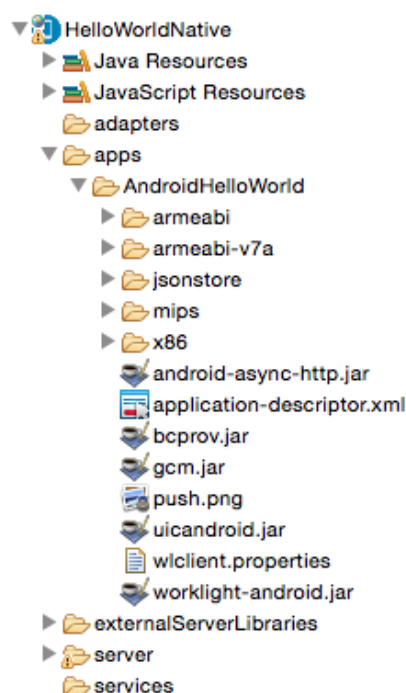 HelloWorldNative
Java Resources
JavaScript Resources
adapters
apps
AndroidHelloWorld
armeabi
armeabi-v7a
jsonstore
mips
x86
android-async-http.jar
application-descriptor.xml
bcprov.jar
gcm.jar
push.png
uicandroid.jar
wlclient.properties
worklight-android.jar
externalServerLibraries
server
services